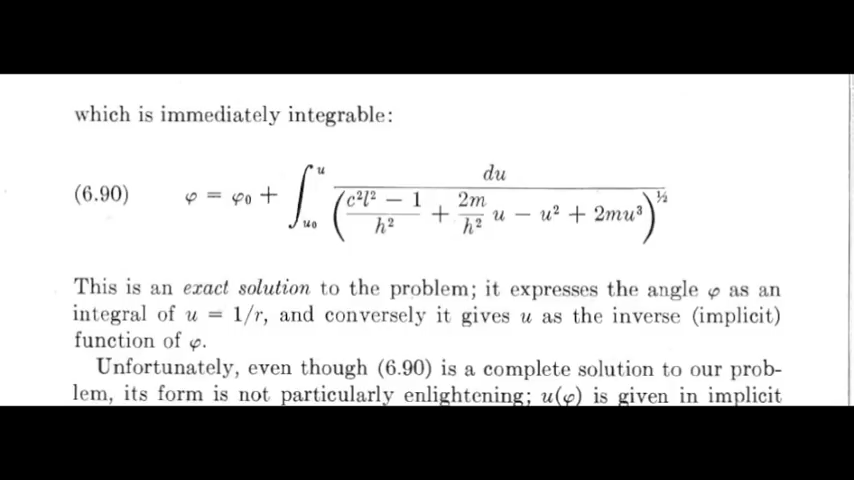 which is immediately integrable:
(6.90) φ = φ₀ + ∫ᵤ₀ᵘ du / ((c²l² − 1)/h² + (2m/h²) u − u² + 2mu³)^½
This is an exact solution to the problem; it expresses the angle φ as an
integral of u = 1/r, and conversely it gives u as the inverse (implicit)
function of φ.
Unfortunately, even though (6.90) is a complete solution to our prob-
lem, its form is not particularly enlightening; u(φ) is given in implicit